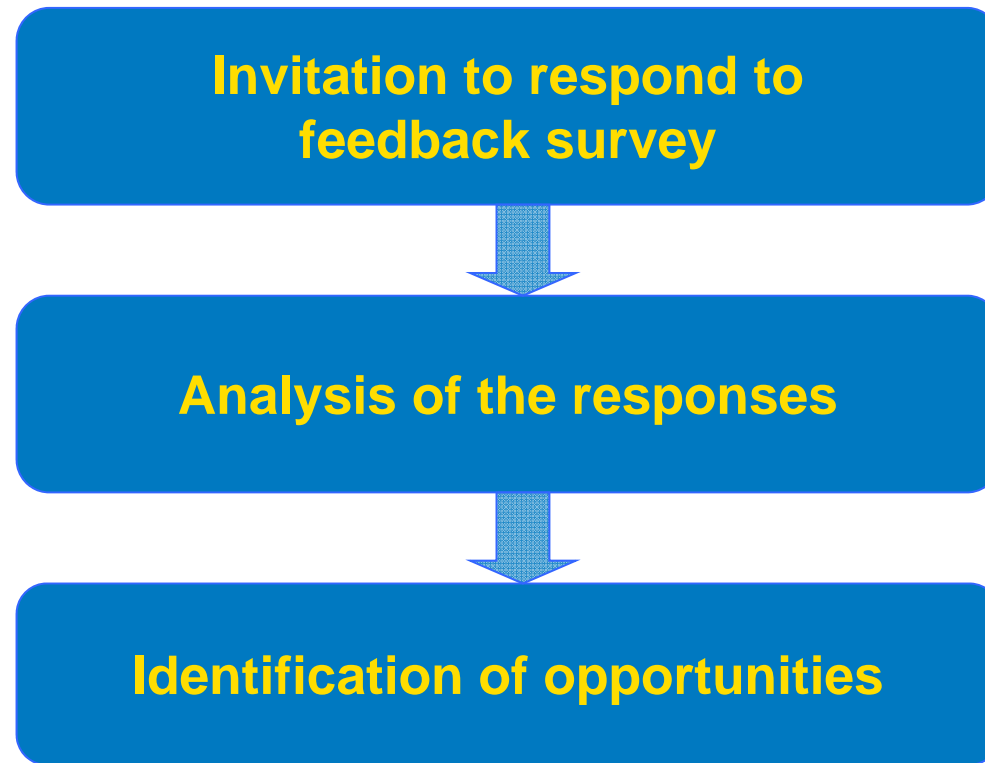 Invitation to respond to
feedback survey
Analysis of the responses
Identification of opportunities